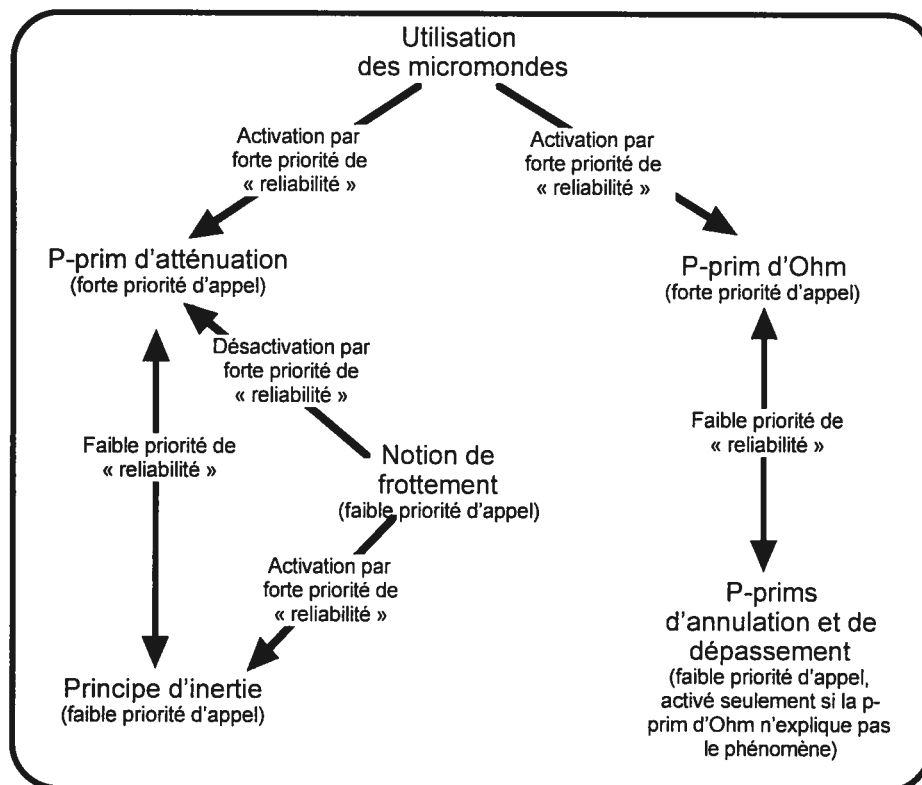 Utilisation
des micromondes
Activation par
forte priorité de
« reliabilité »
Activation par
forte priorité de
« reliabilité »
P-prim d'atténuation
(forte priorité d'appel)
P-prim d'Ohm
(forte priorité d'appel)
Désactivation par
forte priorité de
« reliabilité »
Faible priorité de
« reliabilité »
Faible priorité de
« reliabilité »
Notion de
frottement
(faible priorité d'appel)
Activation par
forte priorité de
« reliabilité »
P-prims
d'annulation et de
dépassement
(faible priorité d'appel,
activé seulement si la p-
prim d'Ohm n'explique pas
le phénomène)
Principe d'inertie
(faible priorité d'appel)